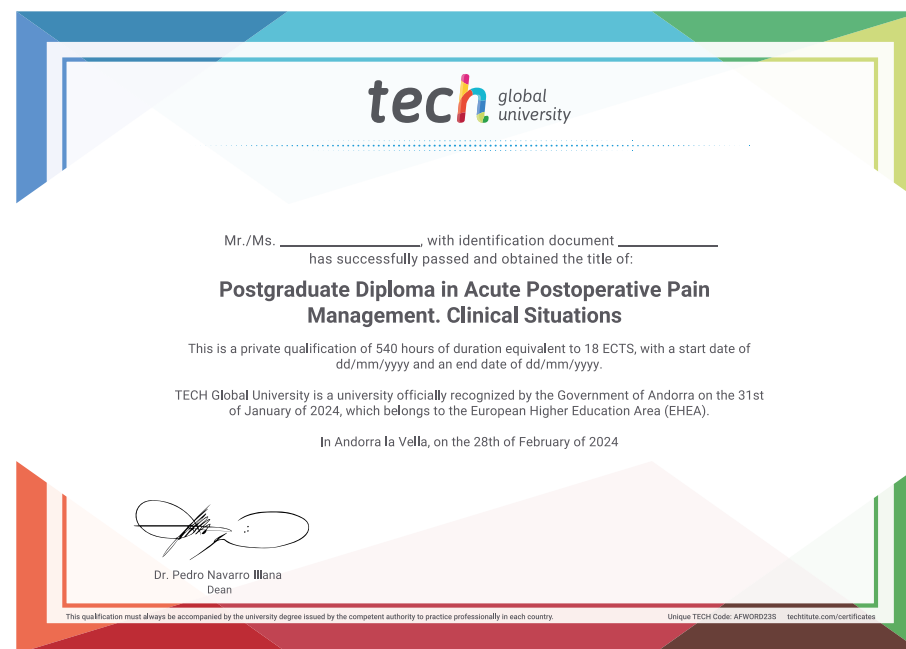 tech global university
Mr./Ms. ________________, with identification document ____________
has successfully passed and obtained the title of:
Postgraduate Diploma in Acute Postoperative Pain
Management. Clinical Situations
This is a private qualification of 540 hours of duration equivalent to 18 ECTS, with a start date of
dd/mm/yyyy and an end date of dd/mm/yyyy.
TECH Global University is a university officially recognized by the Government of Andorra on the 31st
of January of 2024, which belongs to the European Higher Education Area (EHEA).
In Andorra la Vella, on the 28th of February of 2024
Dr. Pedro Navarro Illana
Dean
This qualification must always be accompanied by the university degree issued by the competent authority to practice professionally in each country.
Unique TECH Code: AFWORD23S techtitute.com/certificates